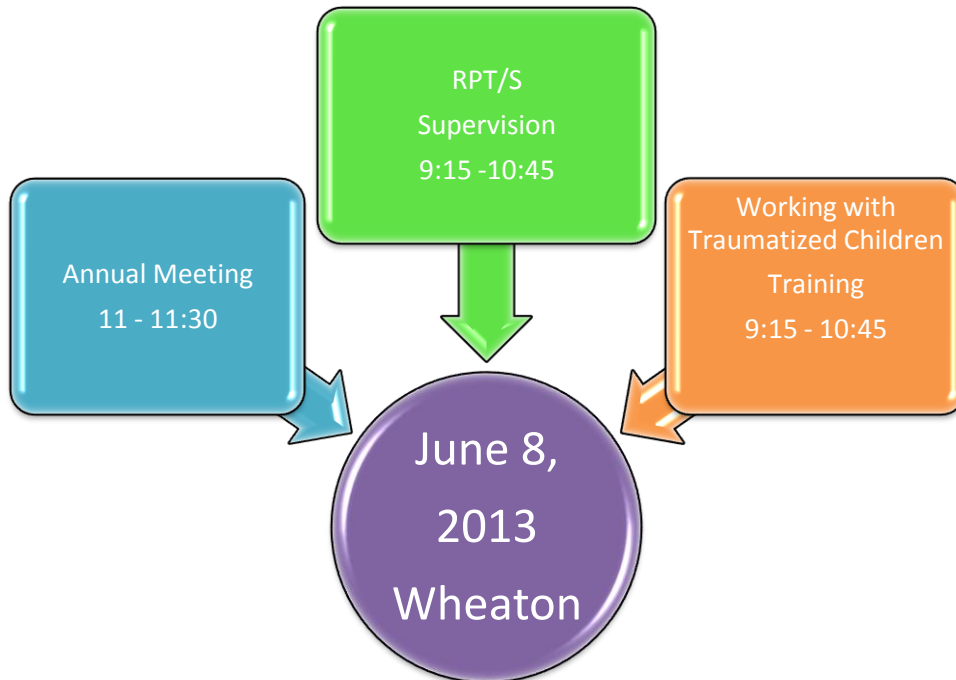 RPT/S
Supervision
9:15 -10:45
Annual Meeting
11 - 11:30
Working with
Traumatized Children
Training
9:15 - 10:45
June 8,
2013
Wheaton